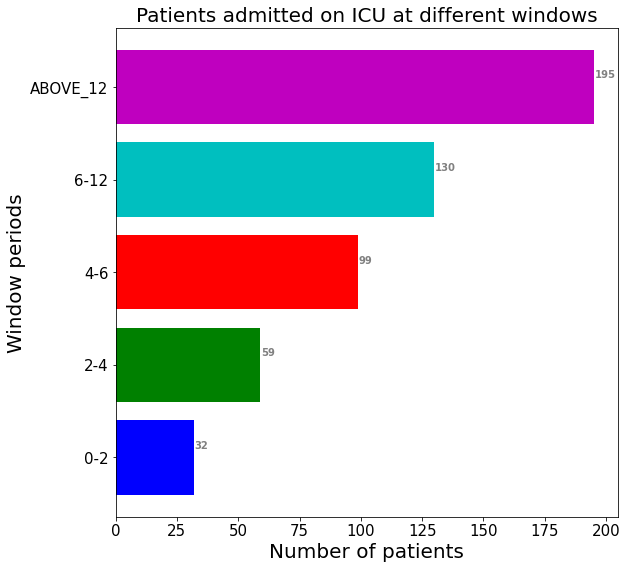 Patients admitted on ICU at different windows
ABOVE_12
195
6-12
130
4-6
99
2-4
59
0-2
32
Window periods
0 25 50 75 100 125 150 175 200
Number of patients